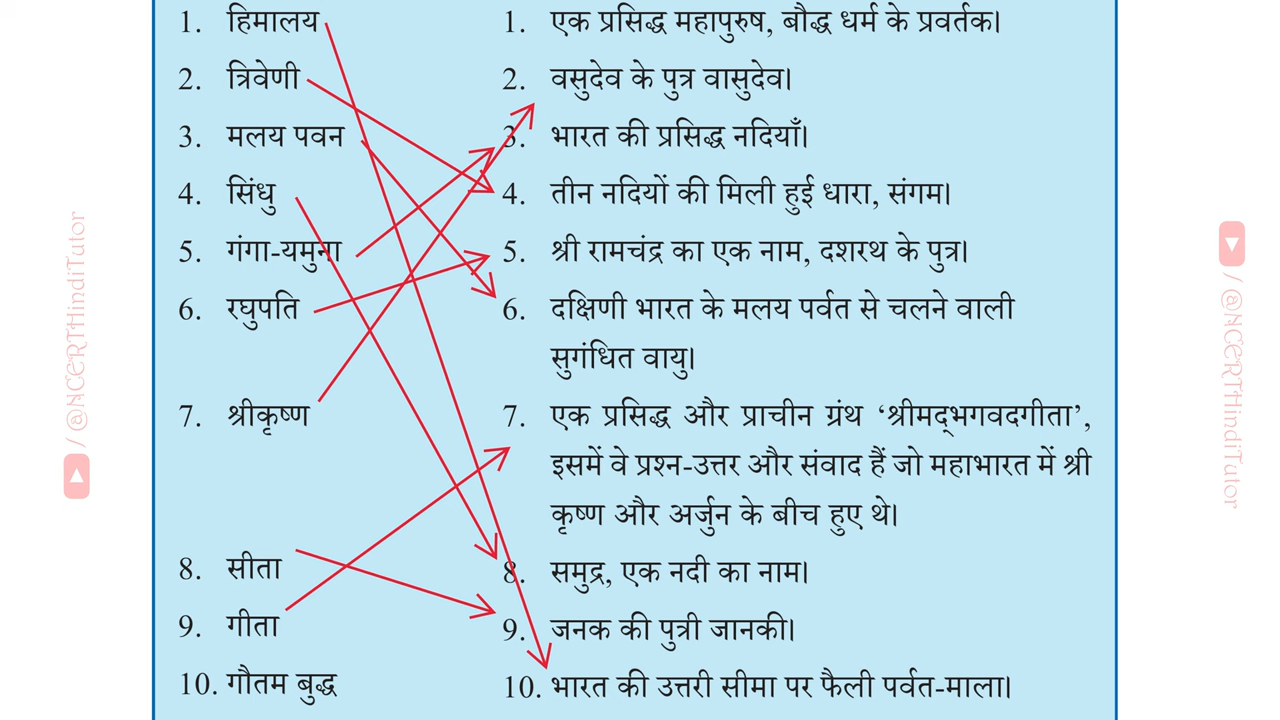 1. हिमालय 1. एक प्रसिद्ध महापुरुष, बौद्ध धर्म के प्रवर्तक।
2. त्रिवेणी 2. वसुदेव के पुत्र वासुदेव।
3. मलय पवन 3. भारत की प्रसिद्ध नदियाँ।
4. सिंधु 4. तीन नदियों की मिली हुई धारा, संगम।
5. गंगा-यमुना 5. श्री रामचंद्र का एक नाम, दशरथ के पुत्र।
6. रघुपति 6. दक्षिणी भारत के मलय पर्वत से चलने वाली
सुगंधित वायु।
7. श्रीकृष्ण 7. एक प्रसिद्ध और प्राचीन ग्रंथ ‘श्रीमद्‌भगवदगीता’,
इसमें वे प्रश्न-उत्तर और संवाद हैं जो महाभारत में श्री
कृष्ण और अर्जुन के बीच हुए थे।
8. सीता 8. समुद्र, एक नदी का नाम।
9. गीता 9. जनक की पुत्री जानकी।
10. गौतम बुद्ध 10. भारत की उत्तरी सीमा पर फैली पर्वत-माला।
/ @NCERTHindiTutor
/ @NCERTHindiTutor